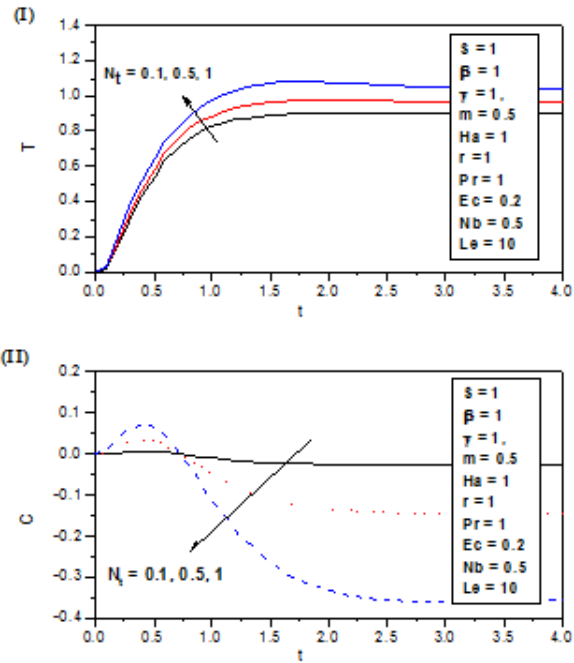 (I)
1.4
1.2
1.0
0.8
0.6
0.4
0.2
0.0
T
Nt = 0.1, 0.5, 1
S = 1
β = 1
γ = 1 ,
m = 0.5
Ha = 1
r =1
Pr = 1
Ec = 0.2
Nb = 0.5
Le = 10
0.0 0.5 1.0 1.5 2.0 2.5 3.0 3.5 4.0
t
(II)
0.2
0.1
0.0
-0.1
-0.2
-0.3
-0.4
C
Nt = 0.1, 0.5, 1
S = 1
β = 1
γ = 1 ,
m = 0.5
Ha = 1
r = 1
Pr = 1
Ec = 0.2
Nb = 0.5
Le = 10
0.0 0.5 1.0 1.5 2.0 2.5 3.0 3.5 4.0
t